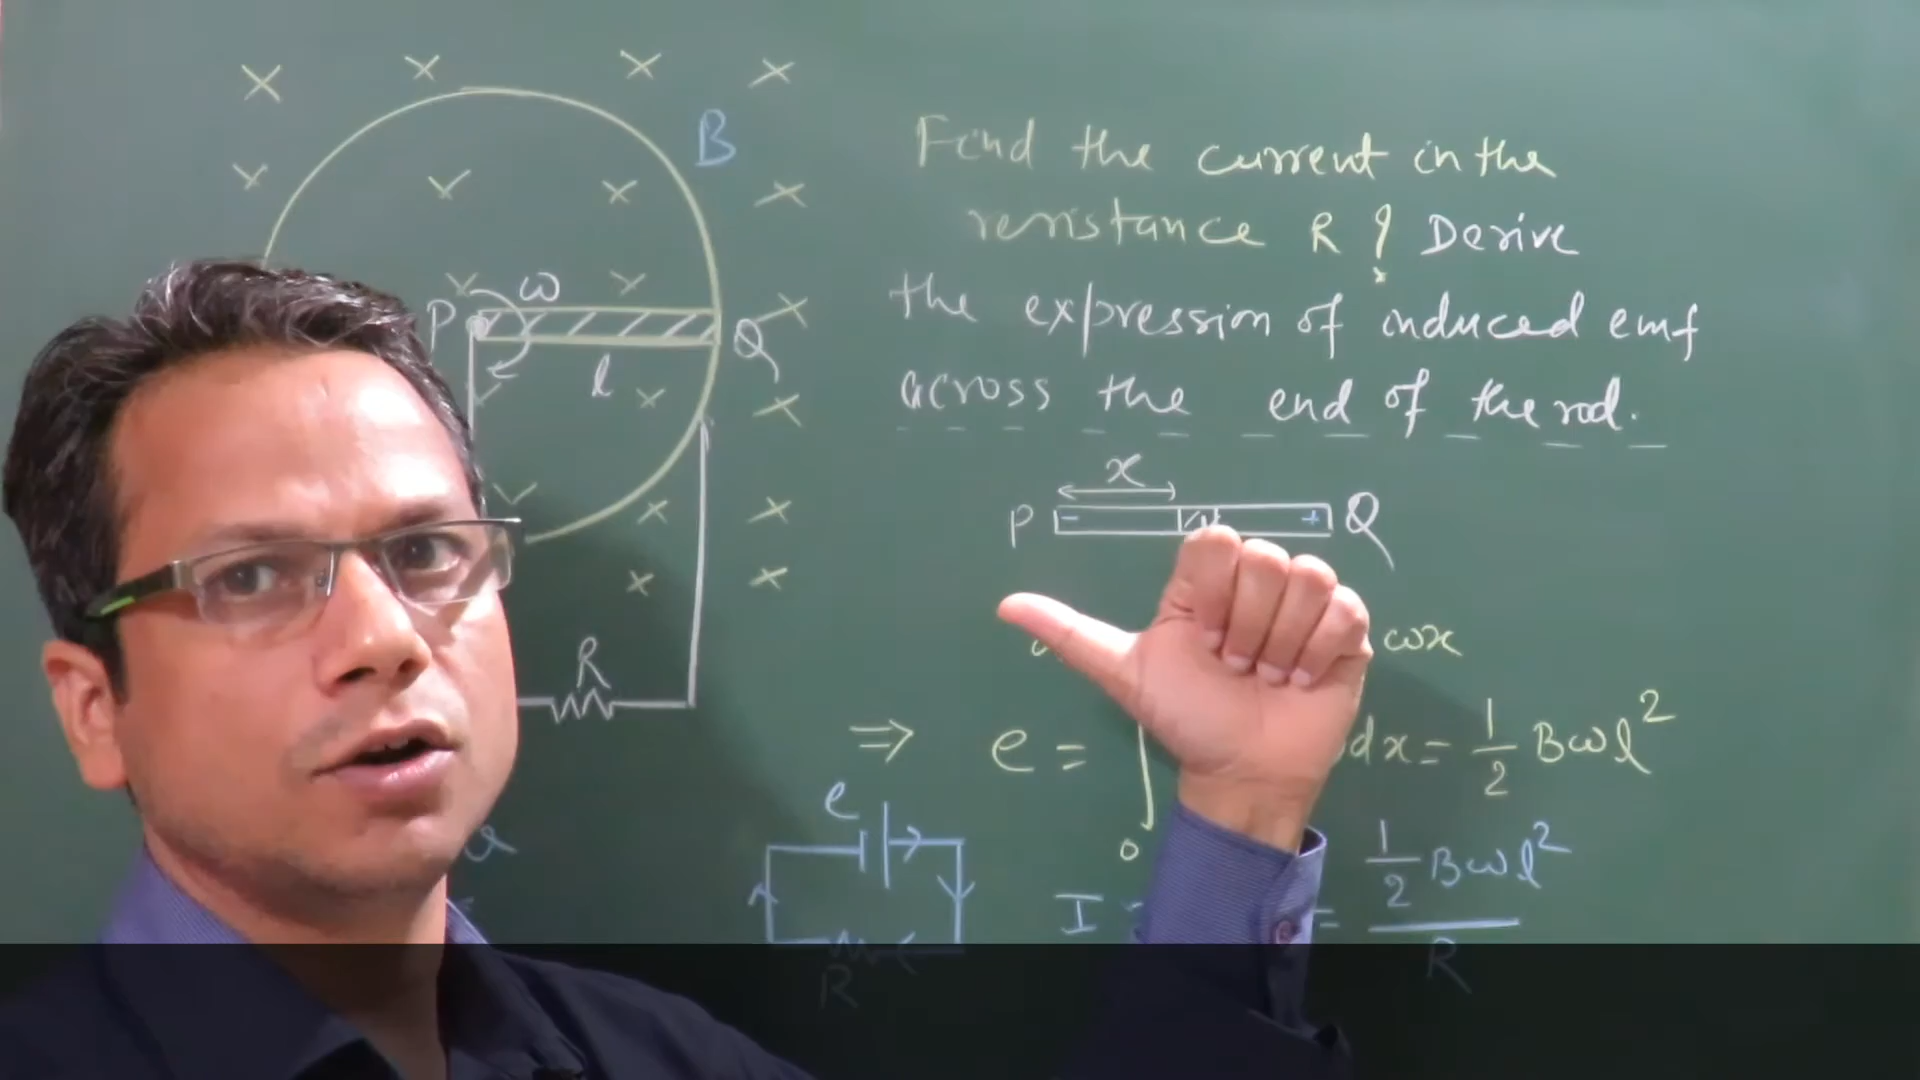 B
ω
P
Q
l
R
Find the current in the
resistance R ? Derive
the expression of induced emf
across the end of the rod.
x
P - + Q
ωx
⇒ e = ∫ dx = 1/2 Bωl²
0
e
R
I = 1/2 Bωl² / R